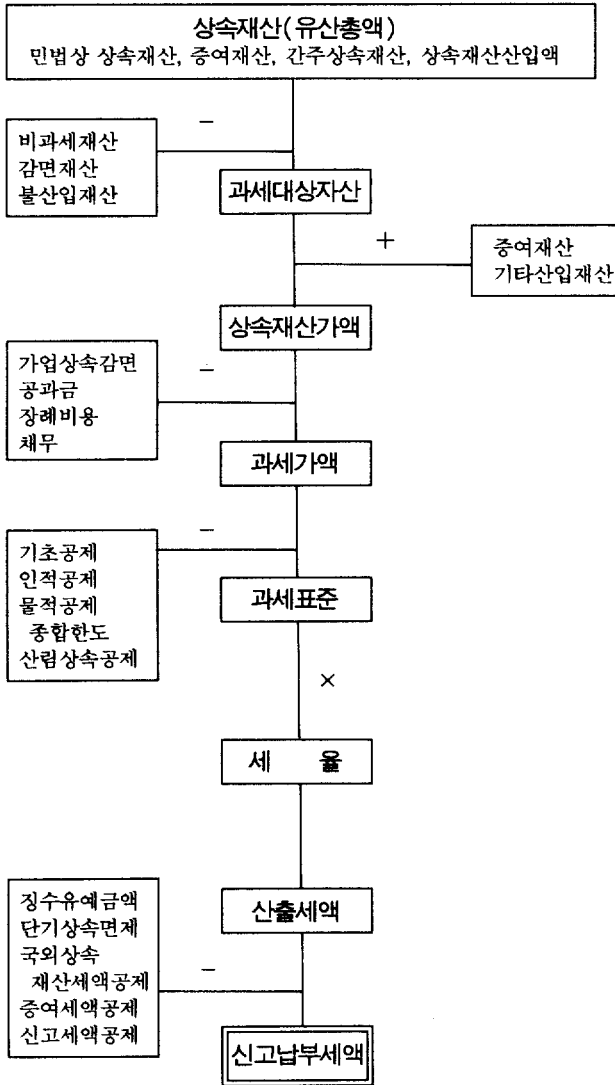 상속재산(유산총액)
민법상 상속재산, 증여재산, 간주상속재산, 상속재산산입액
−
비과세재산
감면재산
불산입재산
과세대상자산
+
증여재산
기타산입재산
상속재산가액
가업상속감면
공과금
장례비용
채무
−
과세가액
−
기초공제
인적공제
물적공제
종합한도
산림상속공제
과세표준
×
세 율
산출세액
징수유예금액
단기상속면제
국외상속
재산세액공제
증여세액공제
신고세액공제
−
신고납부세액